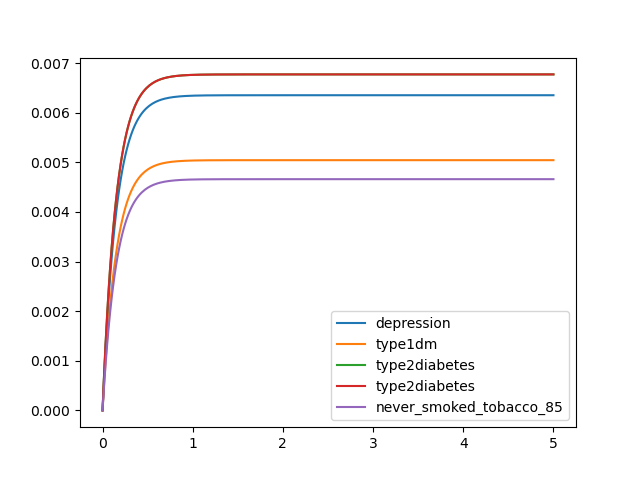 0.007
0.006
0.005
0.004
0.003
0.002
0.001
0.000
depression
type1dm
type2diabetes
type2diabetes
never_smoked_tobacco_85
0 1 2 3 4 5